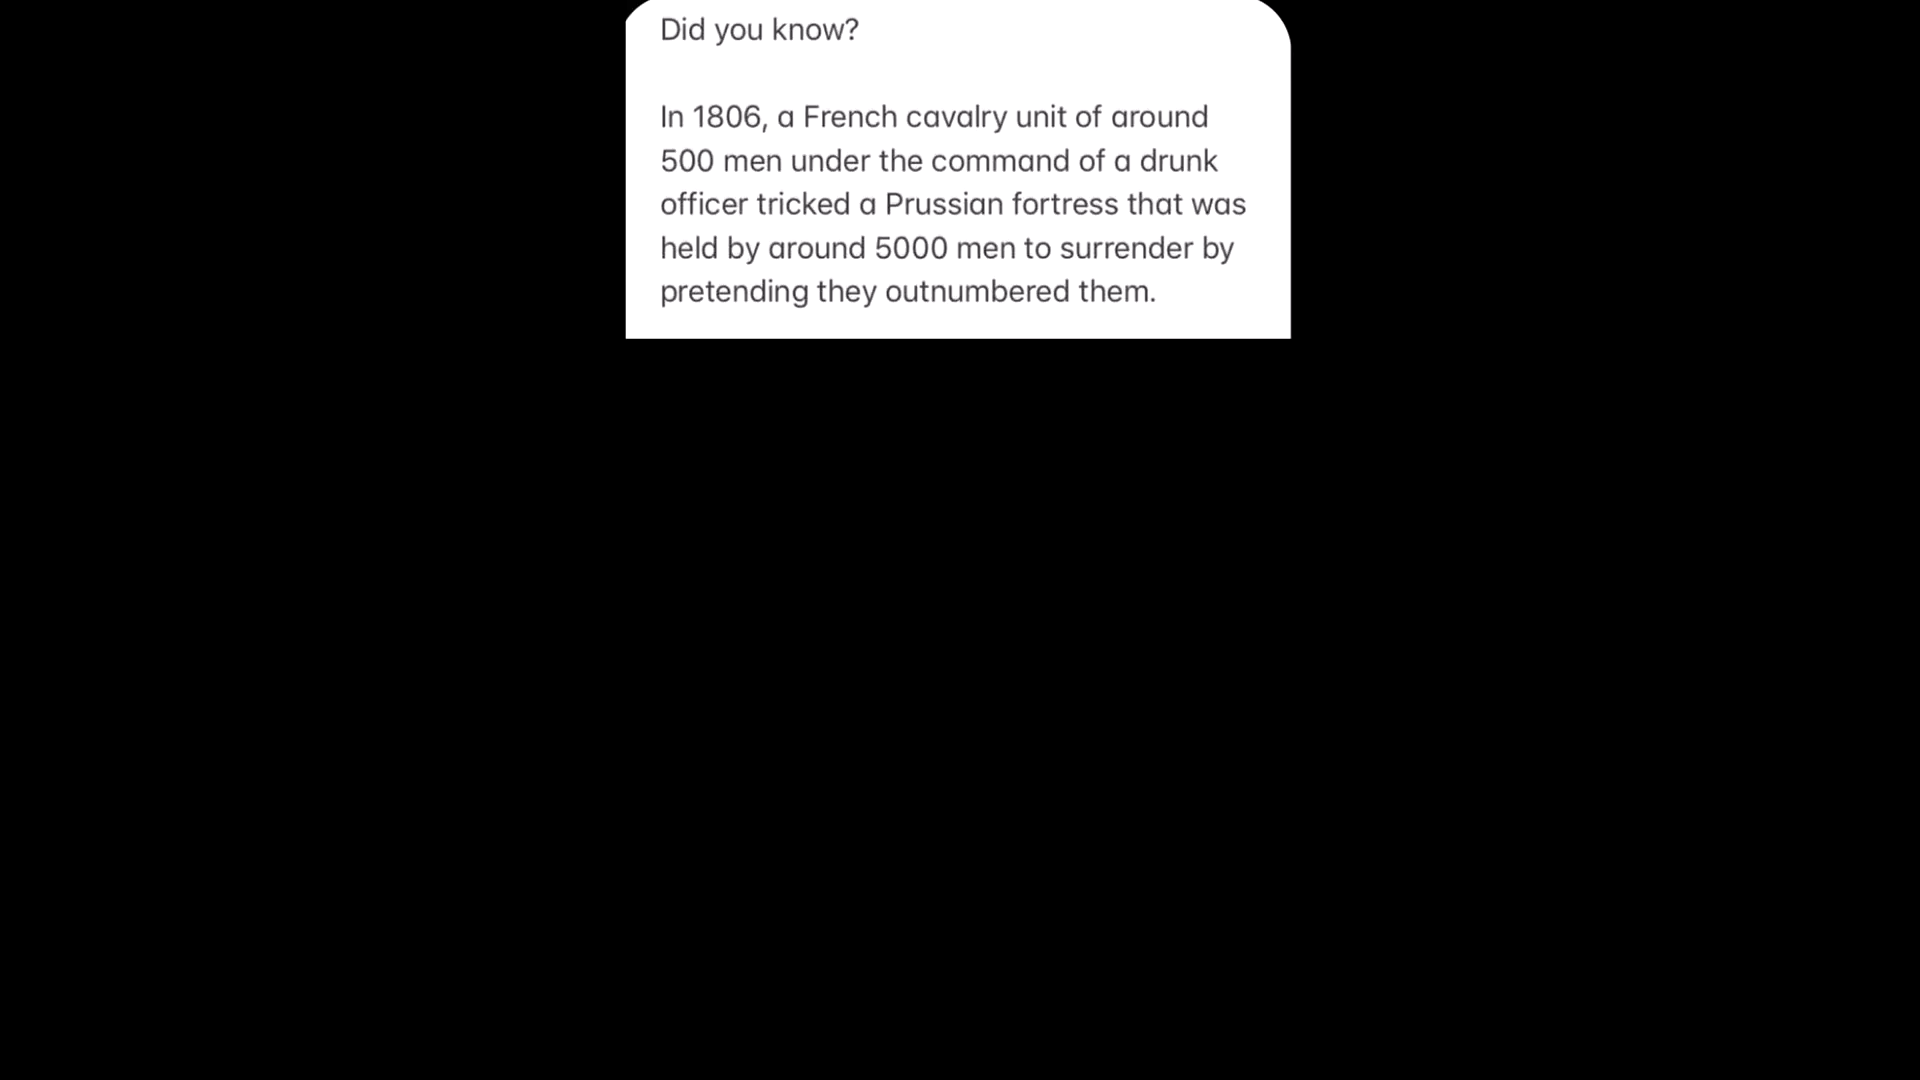 Did you know?
In 1806, a French cavalry unit of around
500 men under the command of a drunk
officer tricked a Prussian fortress that was
held by around 5000 men to surrender by
pretending they outnumbered them.